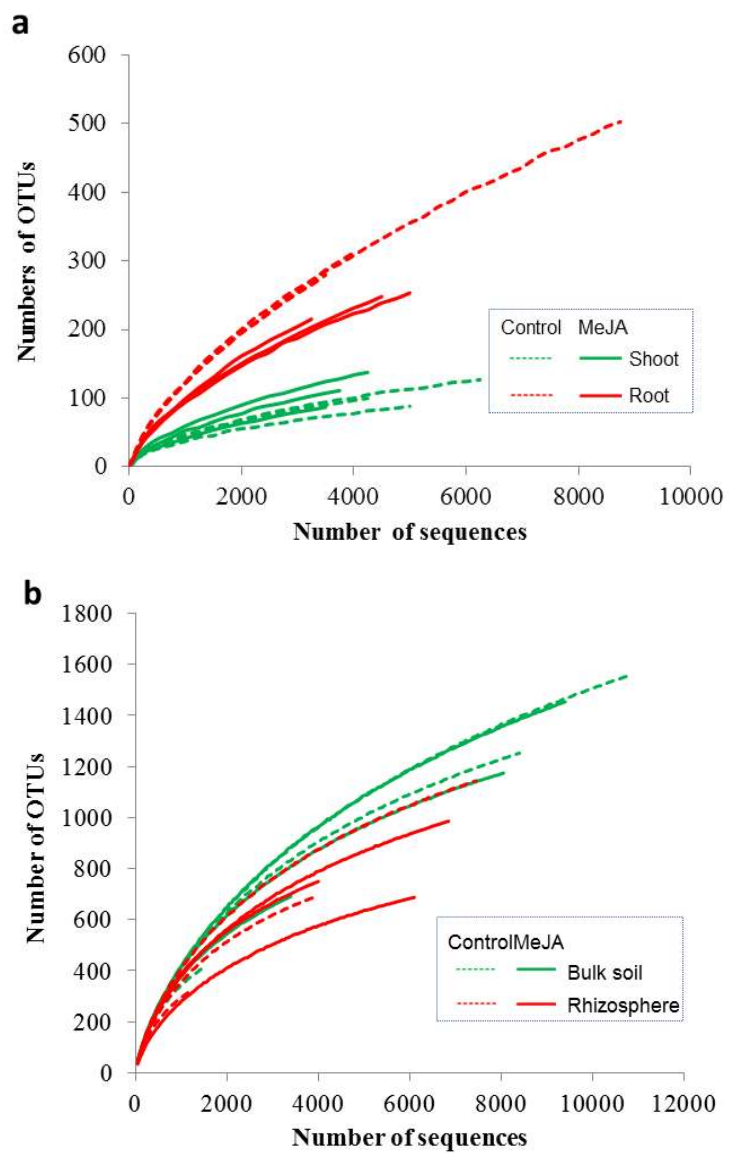 a
600
500
400
300
200
100
0
Numbers of OTUs
Control MeJA
Shoot
Root
0 2000 4000 6000 8000 10000
Number of sequences
b
1800
1600
1400
1200
1000
800
600
400
200
0
Number of OTUs
ControlMeJA
Bulk soil
Rhizosphere
0 2000 4000 6000 8000 10000 12000
Number of sequences